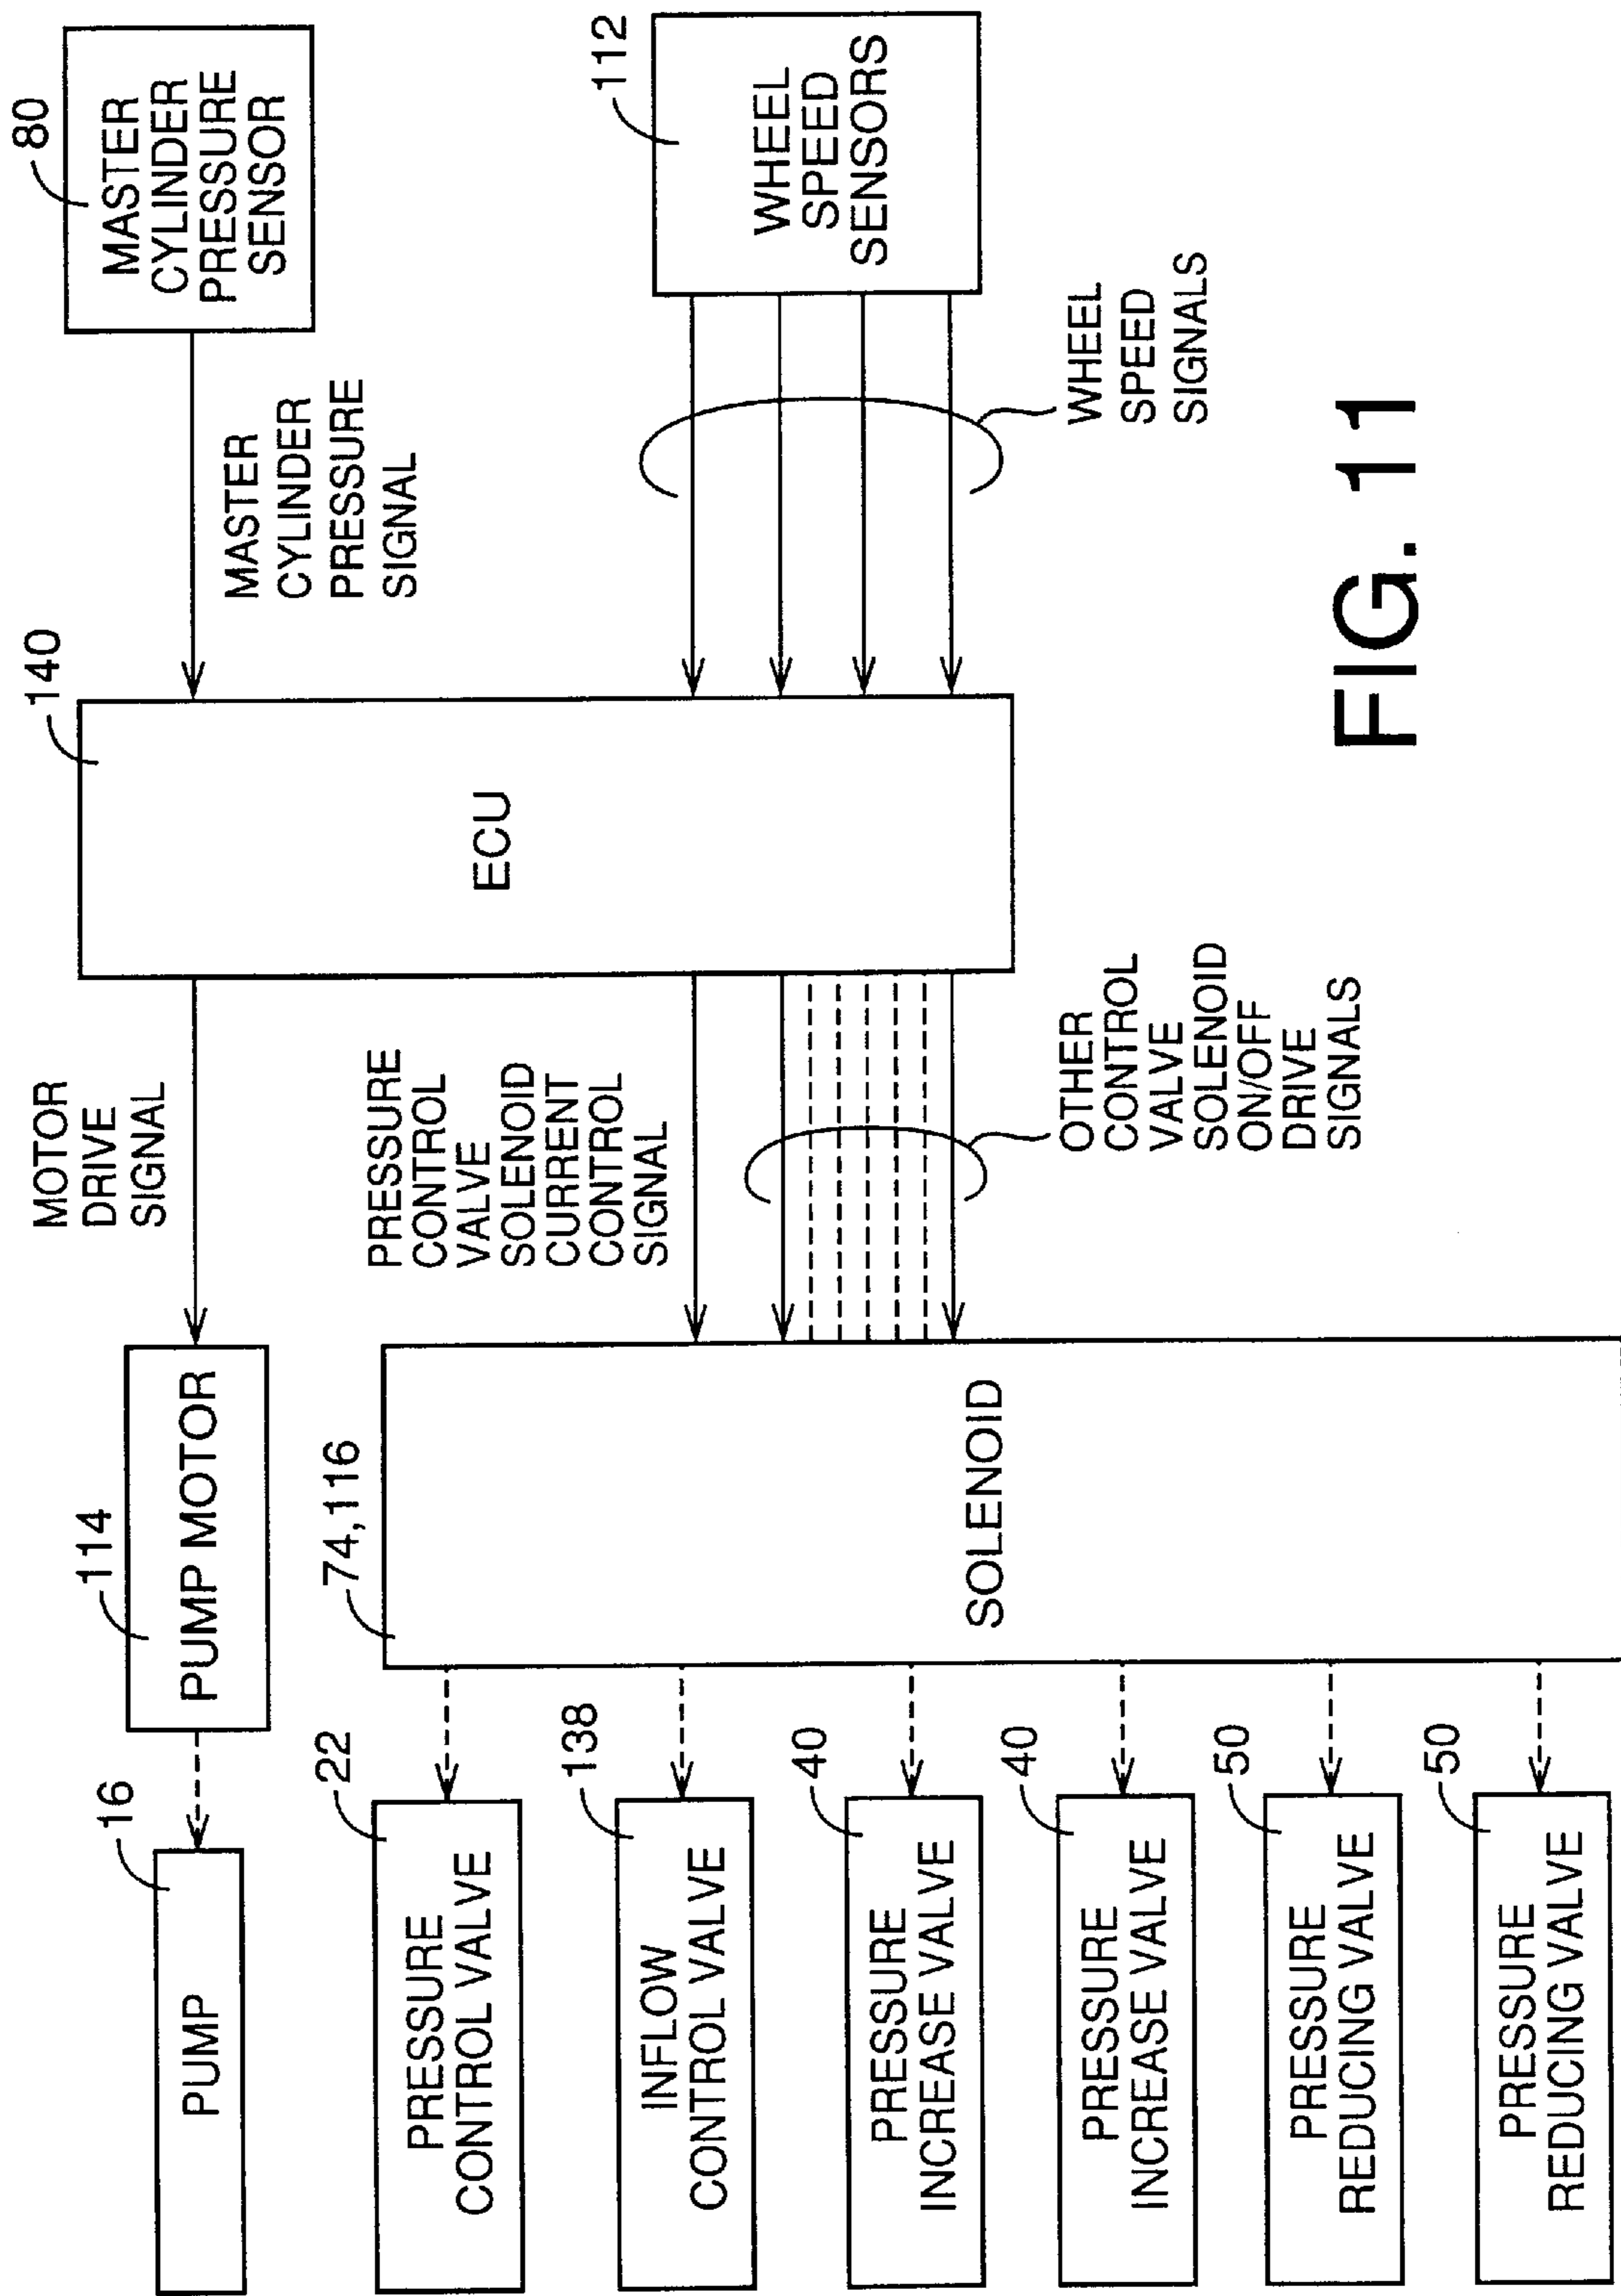 80
MASTER
CYLINDER
PRESSURE
SENSOR
112
WHEEL
SPEED
SENSORS
MASTER
CYLINDER
PRESSURE
SIGNAL
WHEEL
SPEED
SIGNALS
140
ECU
MOTOR
DRIVE
SIGNAL
PRESSURE
CONTROL
VALVE
SOLENOID
CURRENT
CONTROL
SIGNAL
OTHER
CONTROL
VALVE
SOLENOID
ON/OFF
DRIVE
SIGNALS
114
PUMP MOTOR
74,116
SOLENOID
16
PUMP
22
PRESSURE
CONTROL VALVE
138
INFLOW
CONTROL VALVE
40
PRESSURE
INCREASE VALVE
40
PRESSURE
INCREASE VALVE
50
PRESSURE
REDUCING VALVE
50
PRESSURE
REDUCING VALVE
FIG. 11